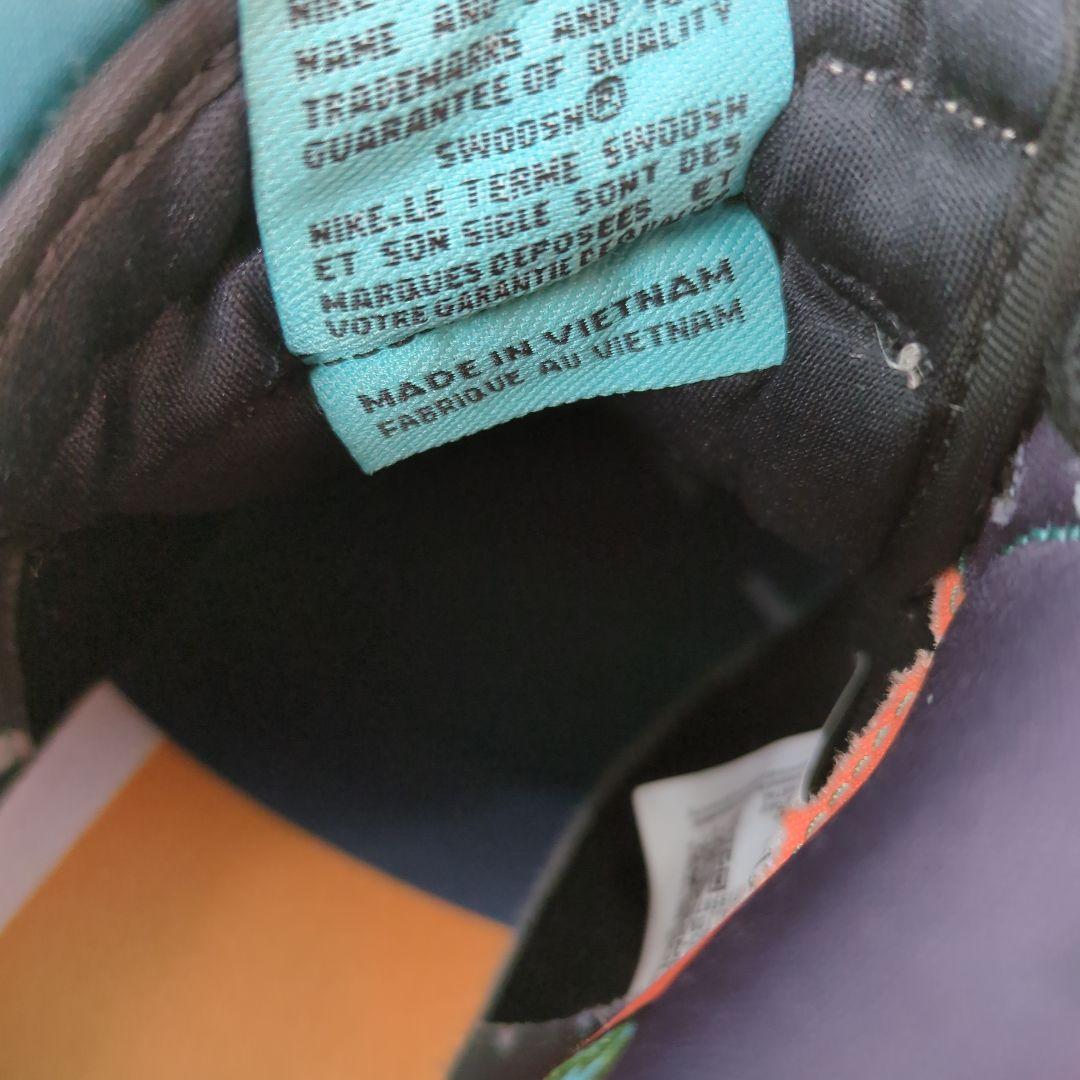 NAME AND
TRADEMARKS AND
GUARANTEE OF QUALITY
SWOOSH®
NIKE-LE TERME SWOOSH
ET SON SIGLE SONT DES
MARQUES DEPOSEES ET
VOTRE GARANTIE DE
MADE IN VIETNAM
FABRIQUE AU VIETNAM